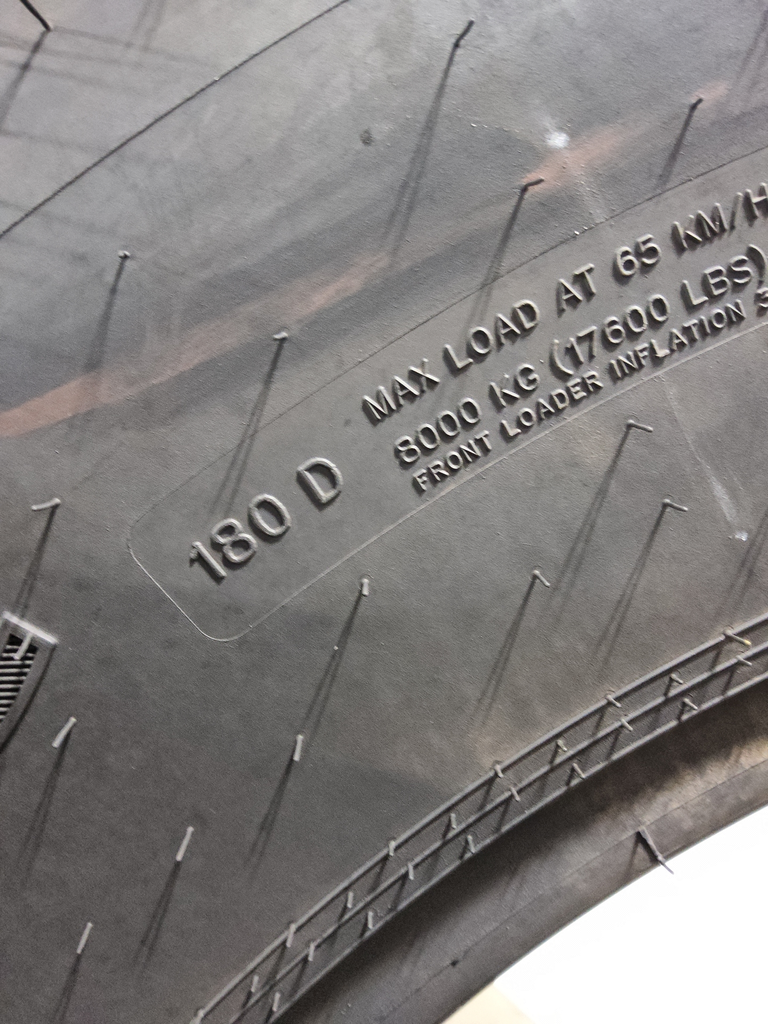 180 D
MAX LOAD AT 65 KM/H
8000 KG (17600 LBS)
FRONT LOADER INFLATION